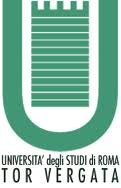 UNIVERSITA' degli STUDI di ROMA
TOR VERGATA